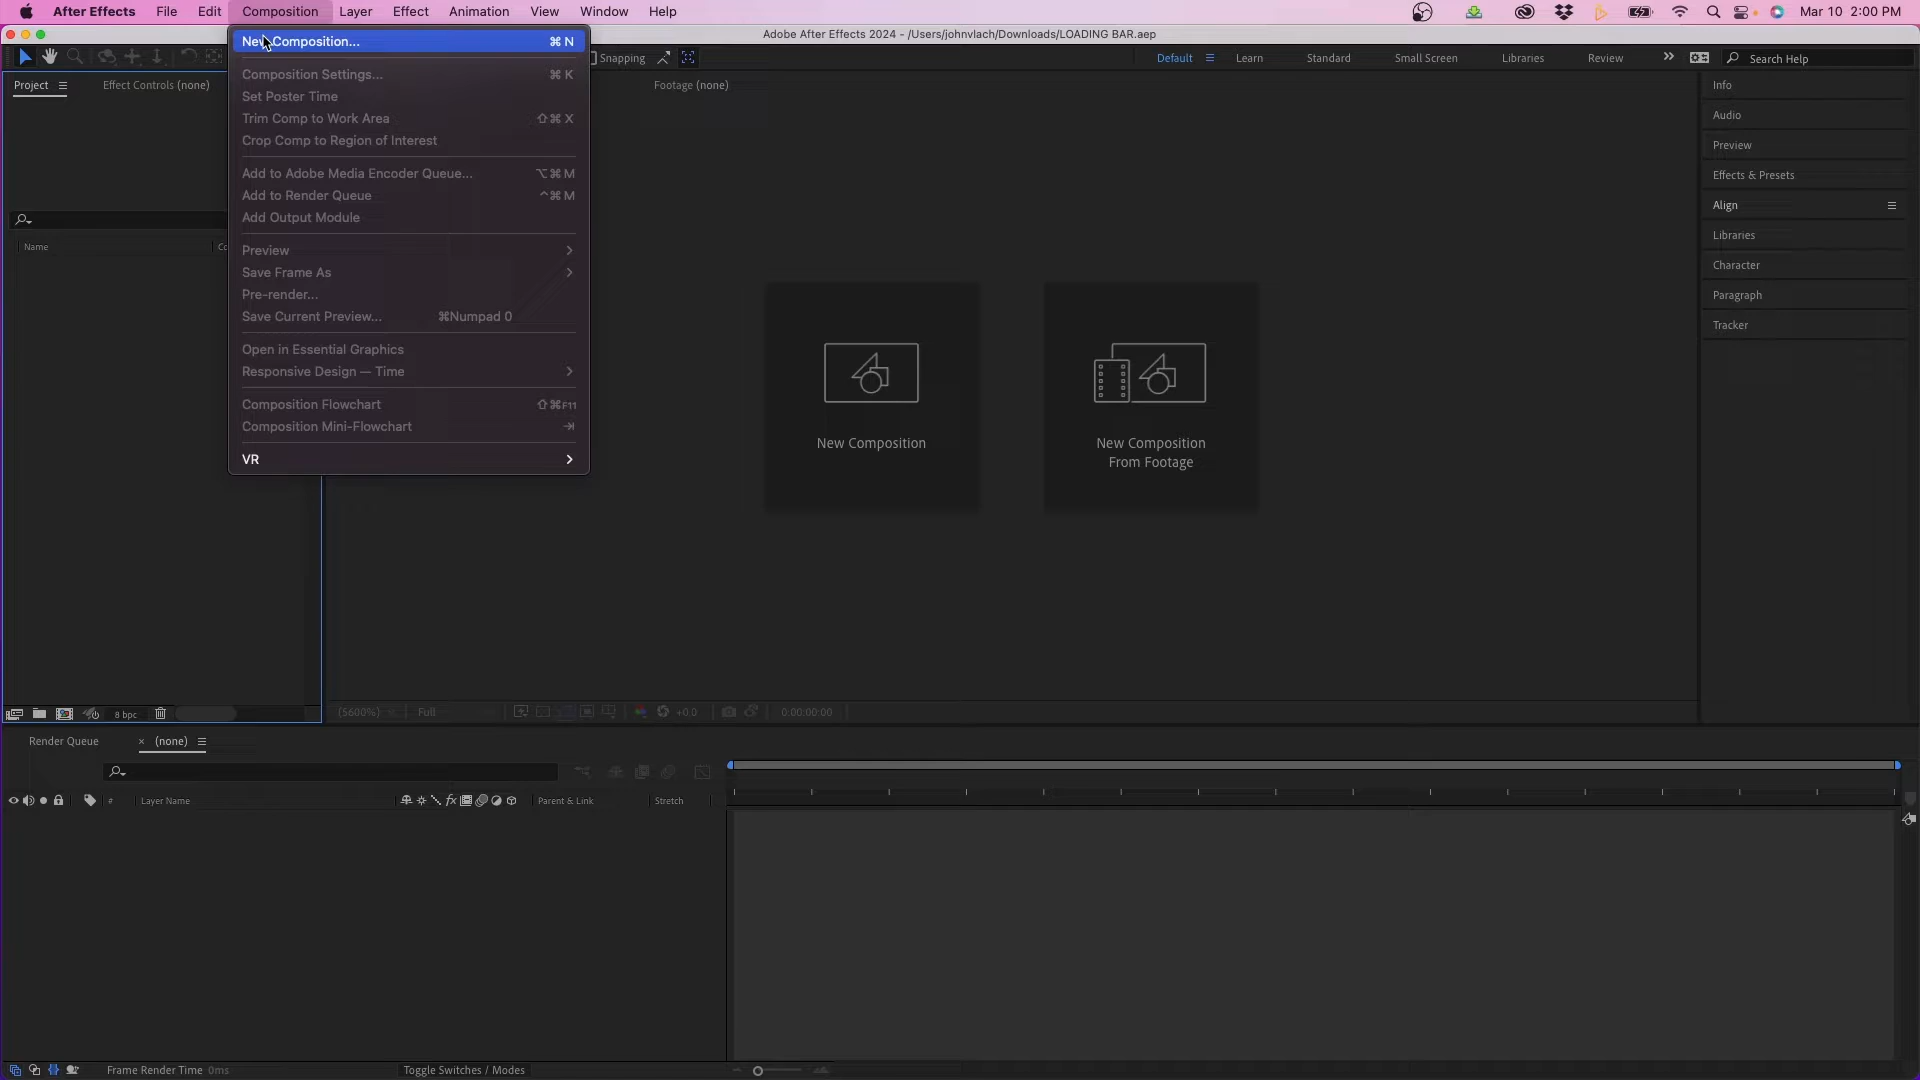 After Effects File Edit Composition Layer Effect Animation View Window Help Mar 10 2:00 PM
Adobe After Effects 2024 - /Users/johnvlach/Downloads/LOADING BAR.aep
Snapping Default Learn Standard Small Screen Libraries Review Search Help
Project Effect Controls (none) Footage (none)
New Composition... ⌘ N
Composition Settings... ⌘ K
Set Poster Time
Trim Comp to Work Area ⇧ ⌘ X
Crop Comp to Region of Interest
Add to Adobe Media Encoder Queue... ⌥ ⌘ M
Add to Render Queue ^ ⌘ M
Add Output Module
Preview
Save Frame As
Pre-render...
Save Current Preview... ⌘Numpad 0
Open in Essential Graphics
Responsive Design — Time
Composition Flowchart ⇧ ⌘F11
Composition Mini-Flowchart
VR
Name
New Composition
New Composition
From Footage
Info
Audio
Preview
Effects & Presets
Align
Libraries
Character
Paragraph
Tracker
8 bpc (5600%) Full +0.0 0:00:00:00
Render Queue × (none)
# Layer Name fx Parent & Link Stretch
Frame Render Time 0ms Toggle Switches / Modes